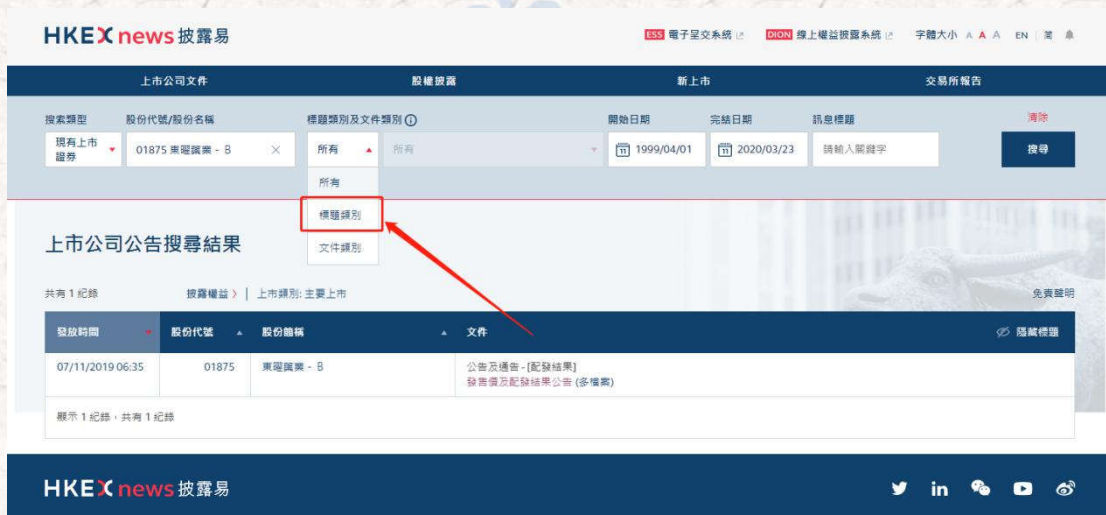 HKEX news 披露易
ESS 電子呈交系統 DION 線上權益披露系統 字體大小 A A A EN 簡
上市公司文件 股權披露 新上市 交易所報告
搜索類型 股份代號/股份名稱 標題類別及文件類別 開始日期 完結日期 訊息標題 清除
現有上市證券 01875 東曜藥業 - B × 所有 所有 11 1999/04/01 11 2020/03/23 請輸入關鍵字 搜尋
所有
標題類別
文件類別
上市公司公告搜尋結果
共有 1 紀錄 披露權益 > | 上市類別: 主要上市 免責聲明
發放時間 股份代號 股份簡稱 文件 隱藏標題
07/11/2019 06:35 01875 東曜藥業 - B 公告及通告 - [配發結果]
發售價及配發結果公告 (多檔案)
顯示 1 紀錄，共有 1 紀錄
HKEX news 披露易